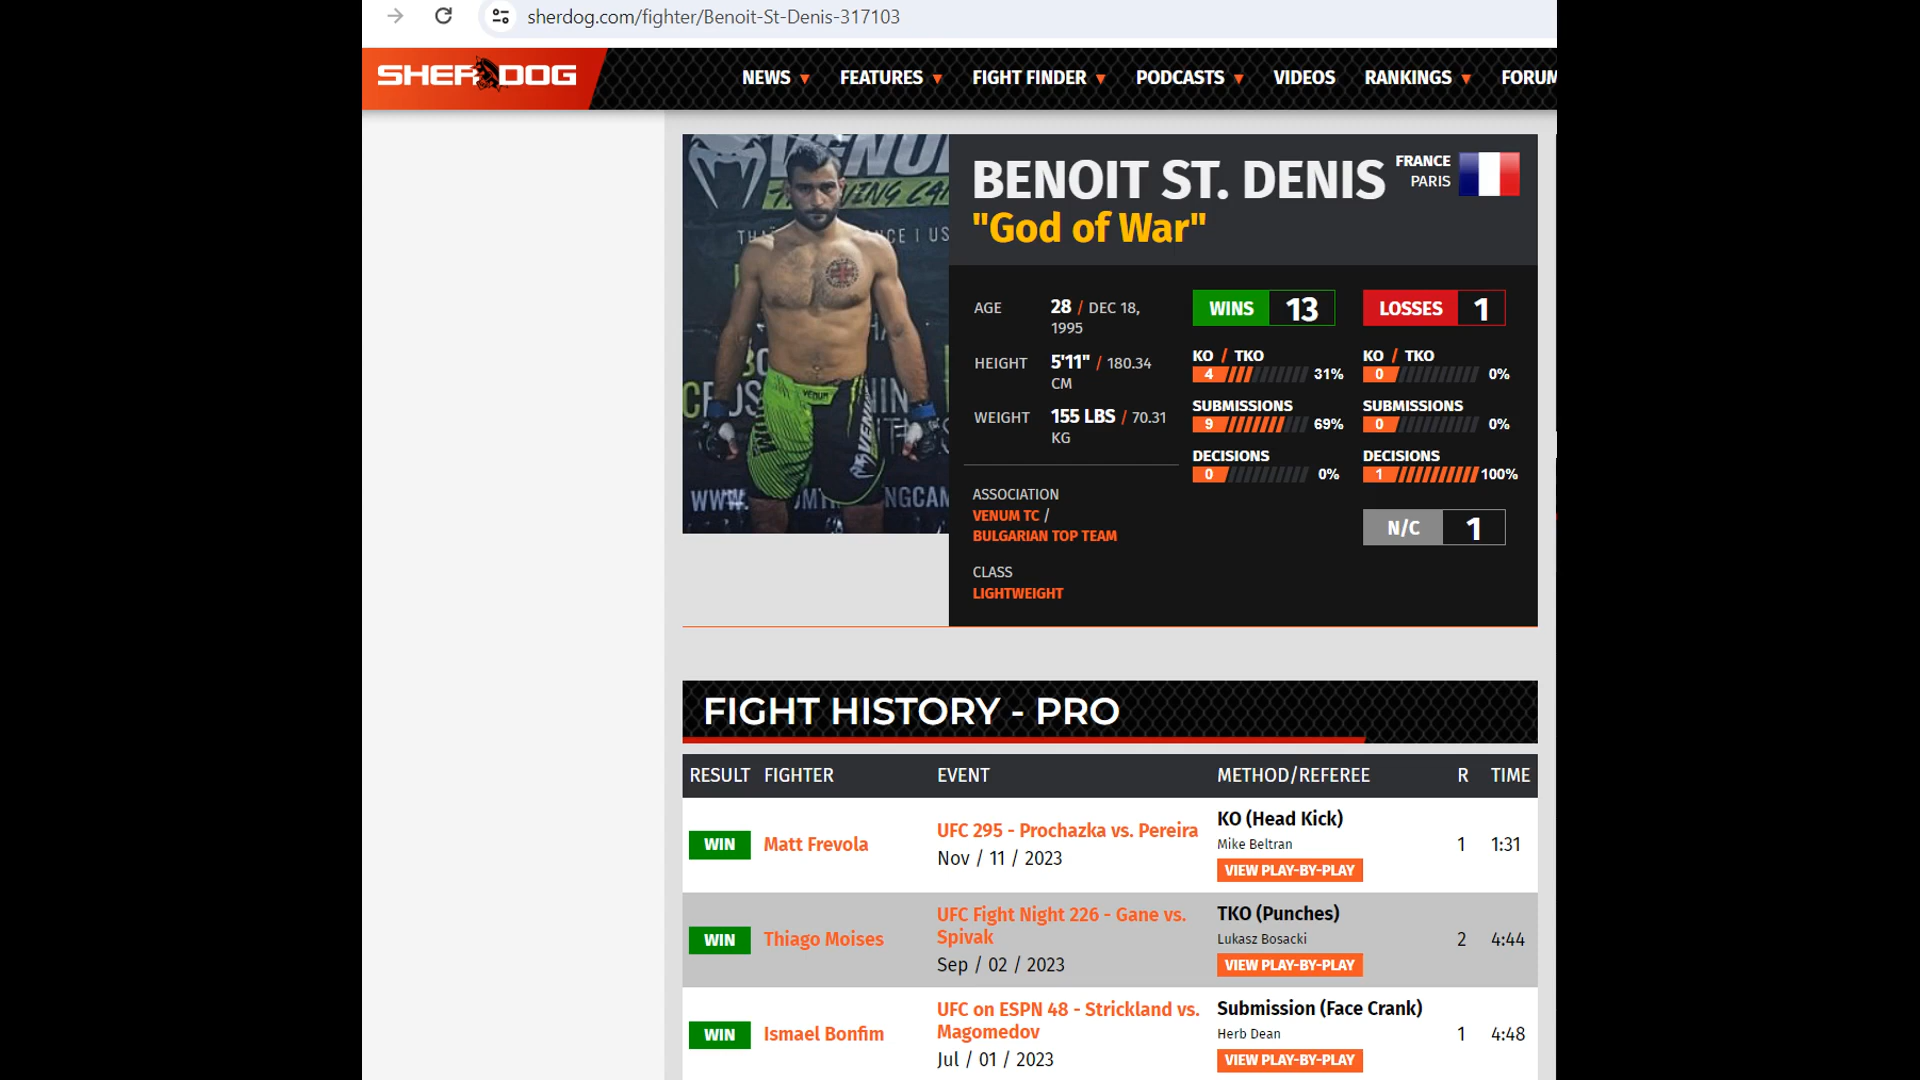 sherdog.com/fighter/Benoit-St-Denis-317103
SHERDOG
NEWS FEATURES FIGHT FINDER PODCASTS VIDEOS RANKINGS FORUM
BENOIT ST. DENIS
"God of War"
FRANCE
PARIS
AGE 28 / DEC 18,
1995
HEIGHT 5'11" / 180.34
CM
WEIGHT 155 LBS / 70.31
KG
ASSOCIATION
VENUM TC /
BULGARIAN TOP TEAM
CLASS
LIGHTWEIGHT
WINS 13
KO / TKO
4 31%
SUBMISSIONS
9 69%
DECISIONS
0 0%
LOSSES 1
KO / TKO
0 0%
SUBMISSIONS
0 0%
DECISIONS
1 100%
N/C 1
FIGHT HISTORY - PRO
RESULT FIGHTER EVENT METHOD/REFEREE R TIME
WIN Matt Frevola UFC 295 - Prochazka vs. Pereira
Nov / 11 / 2023
KO (Head Kick)
Mike Beltran
VIEW PLAY-BY-PLAY
1 1:31
WIN Thiago Moises UFC Fight Night 226 - Gane vs.
Spivak
Sep / 02 / 2023
TKO (Punches)
Lukasz Bosacki
VIEW PLAY-BY-PLAY
2 4:44
WIN Ismael Bonfim UFC on ESPN 48 - Strickland vs.
Magomedov
Jul / 01 / 2023
Submission (Face Crank)
Herb Dean
VIEW PLAY-BY-PLAY
1 4:48